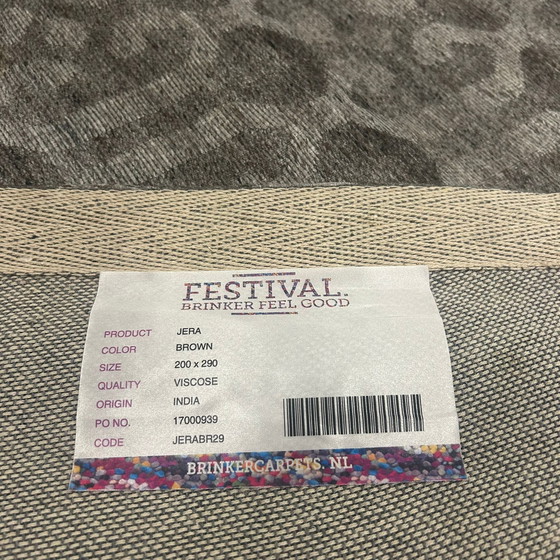 FESTIVAL.
BRINKER FEEL GOOD
PRODUCT JERA
COLOR BROWN
SIZE 200 x 290
QUALITY VISCOSE
ORIGIN INDIA
PO NO. 17000939
CODE JERABR29
BRINKERCARPETS. NL